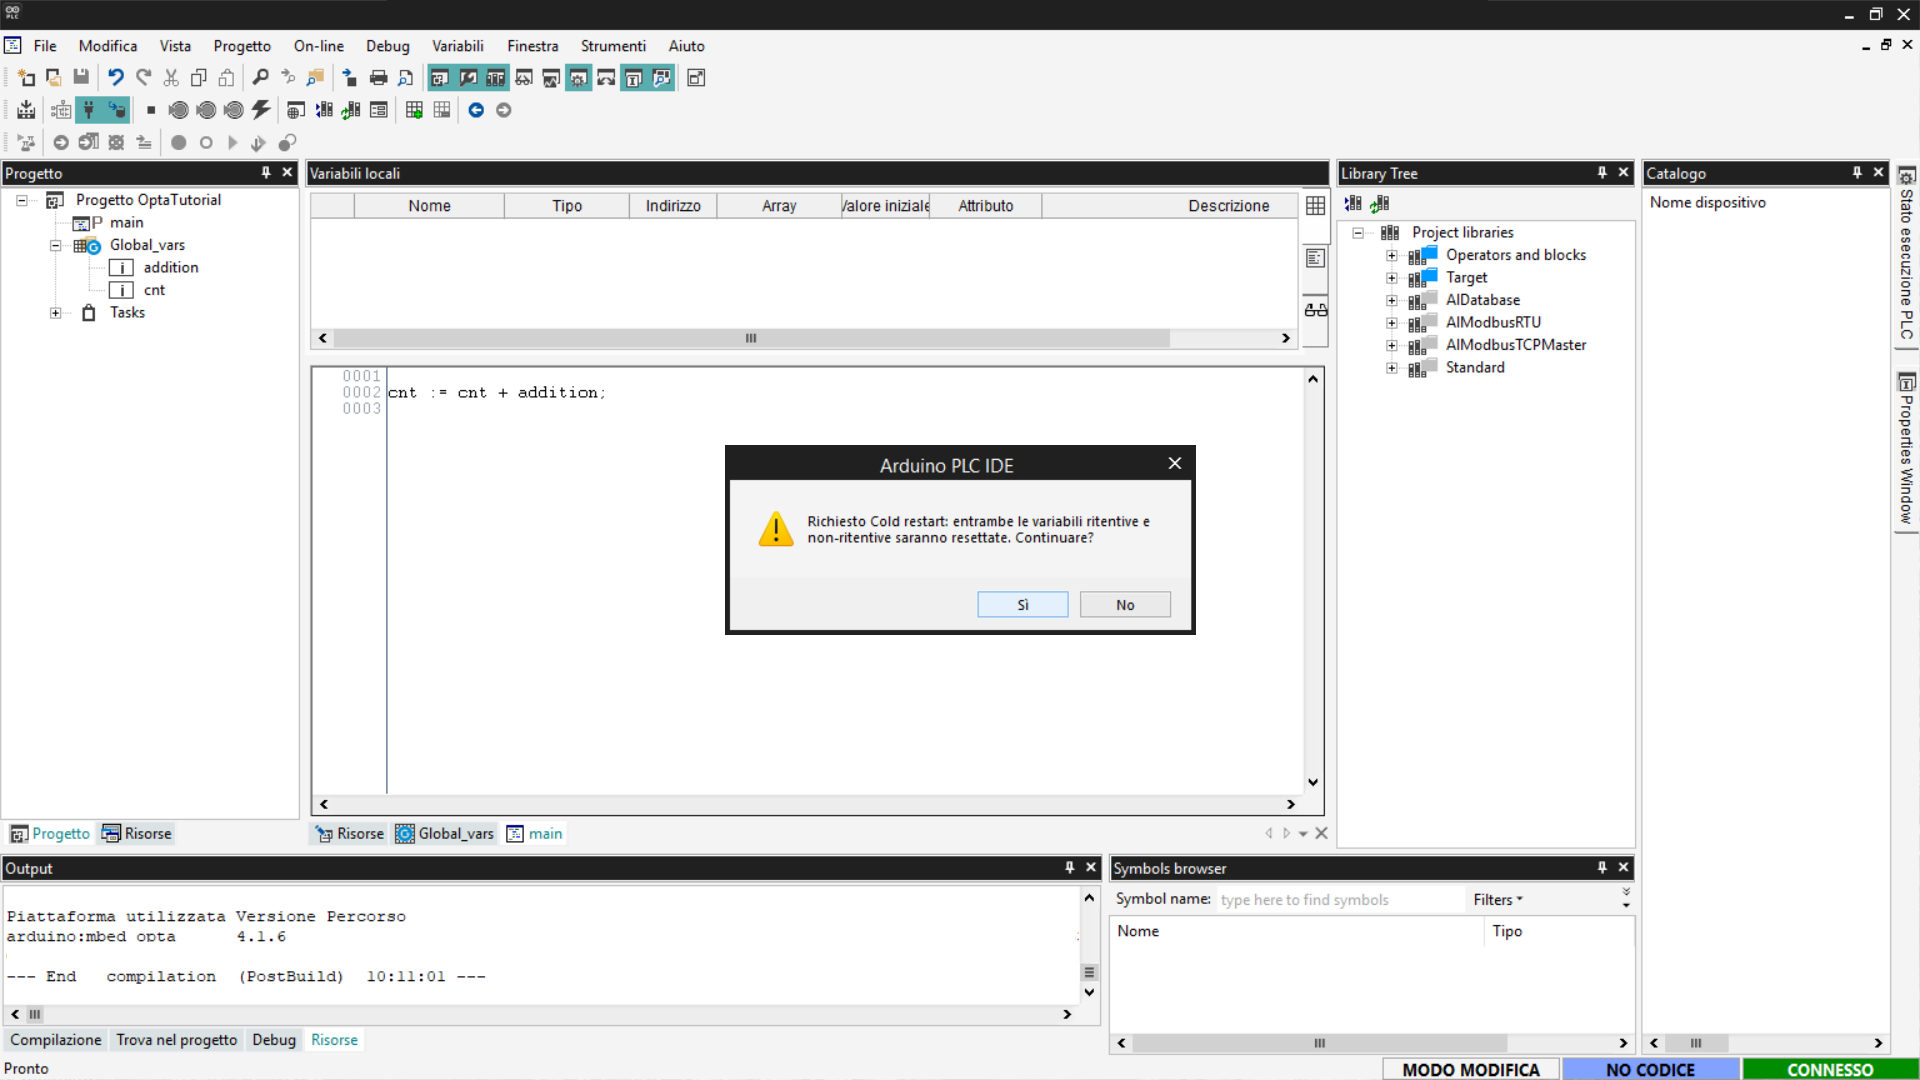 PLC
File Modifica Vista Progetto On-line Debug Variabili Finestra Strumenti Aiuto
Progetto
Progetto OptaTutorial
main
Global_vars
addition
cnt
Tasks
Progetto Risorse
Variabili locali
Nome Tipo Indirizzo Array Valore iniziale Attributo Descrizione
0001
0002 cnt := cnt + addition;
0003
Risorse Global_vars main
Arduino PLC IDE
Richiesto Cold restart: entrambe le variabili ritentive e
non-ritentive saranno resettate. Continuare?
Sì No
Library Tree
Project libraries
Operators and blocks
Target
AlDatabase
AlModbusRTU
AlModbusTCPMaster
Standard
Catalogo
Nome dispositivo
Stato esecuzione PLC
Properties Window
Output
Piattaforma utilizzata Versione Percorso
arduino:mbed_opta 4.1.6
--- End compilation (PostBuild) 10:11:01 ---
Compilazione Trova nel progetto Debug Risorse
Symbols browser
Symbol name: type here to find symbols Filters
Nome Tipo
Pronto
MODO MODIFICA NO CODICE CONNESSO